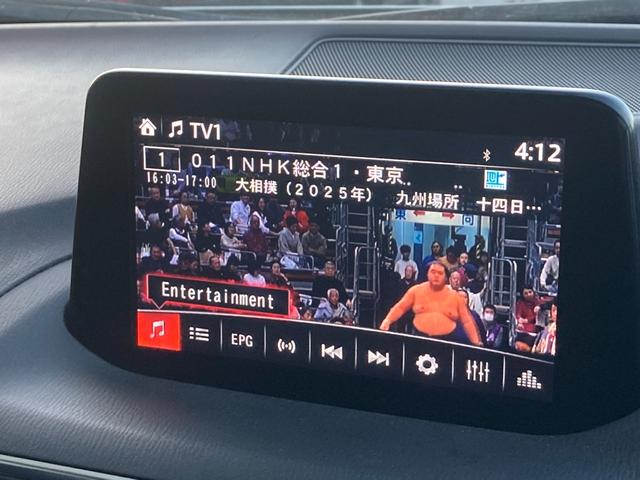 TV1
4:12
1 011NHK総合1・東京
16:03-17:00 大相撲（2025年） 九州場所 十四日…
東
Entertainment
EPG